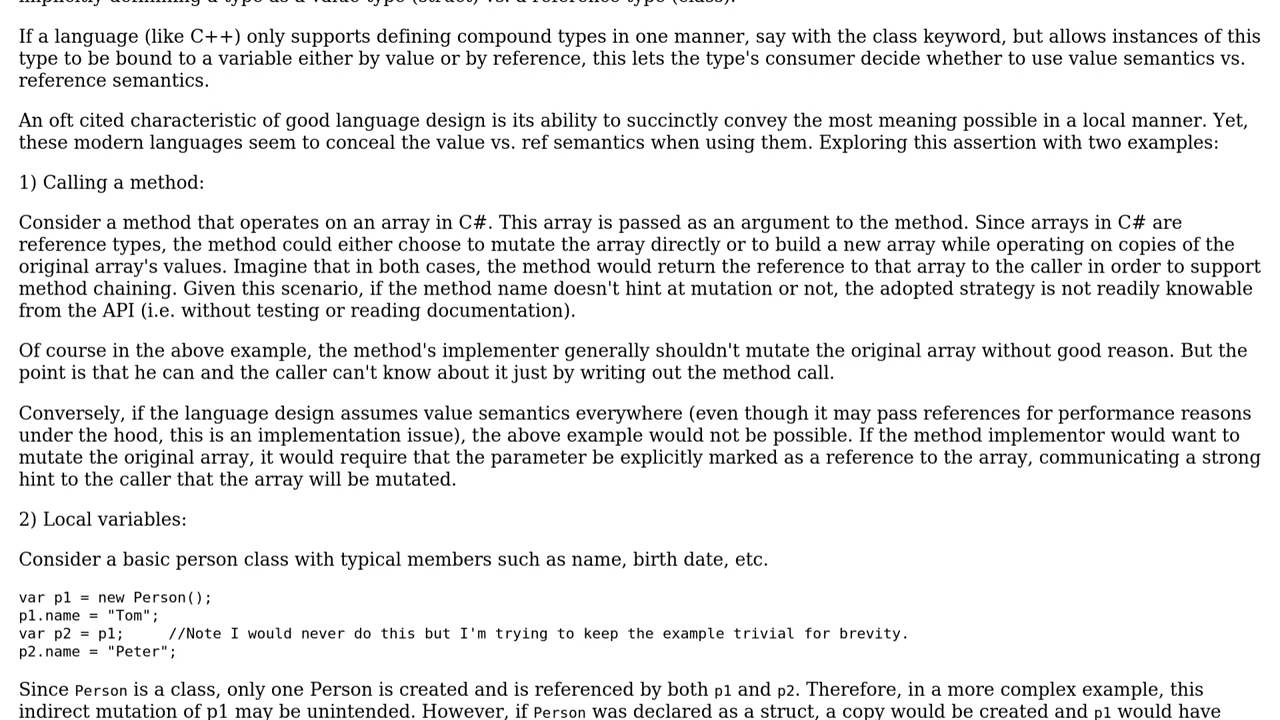 implicitly definining a type as a value type (struct) vs. a reference type (class).
If a language (like C++) only supports defining compound types in one manner, say with the class keyword, but allows instances of this
type to be bound to a variable either by value or by reference, this lets the type's consumer decide whether to use value semantics vs.
reference semantics.
An oft cited characteristic of good language design is its ability to succinctly convey the most meaning possible in a local manner. Yet,
these modern languages seem to conceal the value vs. ref semantics when using them. Exploring this assertion with two examples:
1) Calling a method:
Consider a method that operates on an array in C#. This array is passed as an argument to the method. Since arrays in C# are
reference types, the method could either choose to mutate the array directly or to build a new array while operating on copies of the
original array's values. Imagine that in both cases, the method would return the reference to that array to the caller in order to support
method chaining. Given this scenario, if the method name doesn't hint at mutation or not, the adopted strategy is not readily knowable
from the API (i.e. without testing or reading documentation).
Of course in the above example, the method's implementer generally shouldn't mutate the original array without good reason. But the
point is that he can and the caller can't know about it just by writing out the method call.
Conversely, if the language design assumes value semantics everywhere (even though it may pass references for performance reasons
under the hood, this is an implementation issue), the above example would not be possible. If the method implementor would want to
mutate the original array, it would require that the parameter be explicitly marked as a reference to the array, communicating a strong
hint to the caller that the array will be mutated.
2) Local variables:
Consider a basic person class with typical members such as name, birth date, etc.
var p1 = new Person();
p1.name = "Tom";
var p2 = p1;     //Note I would never do this but I'm trying to keep the example trivial for brevity.
p2.name = "Peter";
Since Person is a class, only one Person is created and is referenced by both p1 and p2. Therefore, in a more complex example, this
indirect mutation of p1 may be unintended. However, if Person was declared as a struct, a copy would be created and p1 would have